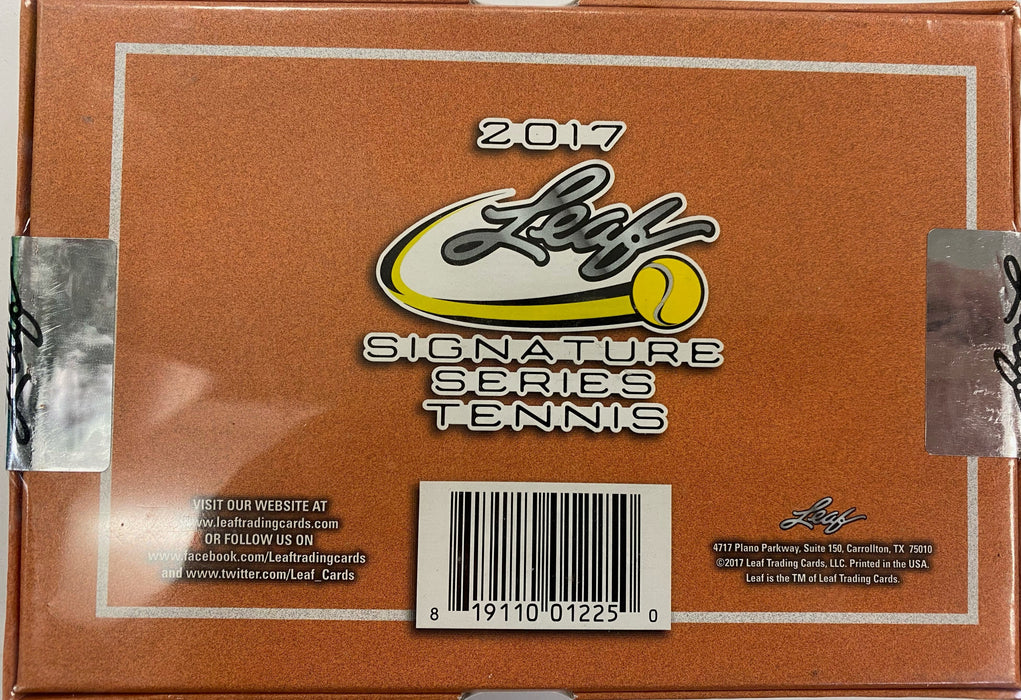 2017
Leaf
SIGNATURE
SERIES
TENNIS
Leaf
Leaf
VISIT OUR WEBSITE AT
www.leaftradingcards.com
OR FOLLOW US ON
www.facebook.com/Leaftradingcards
and www.twitter.com/Leaf_Cards
8 19110 01225 0
Leaf
4717 Plano Parkway, Suite 150, Carrollton, TX 75010
©2017 Leaf Trading Cards, LLC. Printed in the USA.
Leaf is the TM of Leaf Trading Cards.